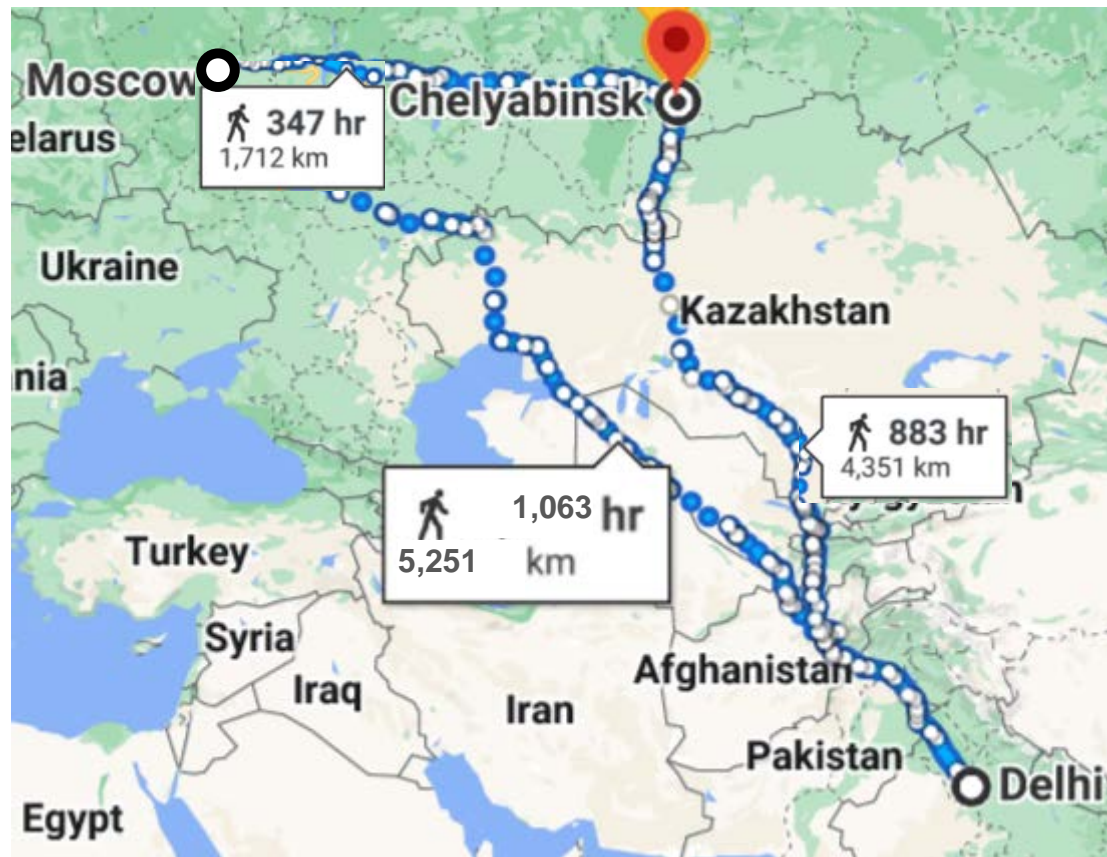 Moscow
Chelyabinsk
347 hr
1,712 km
elarus
Ukraine
Kazakhstan
nia
883 hr
4,351 km
1,063 hr
5,251 km
Turkey
Syria
Afghanistan
Iraq
Iran
Pakistan
Delhi
Egypt